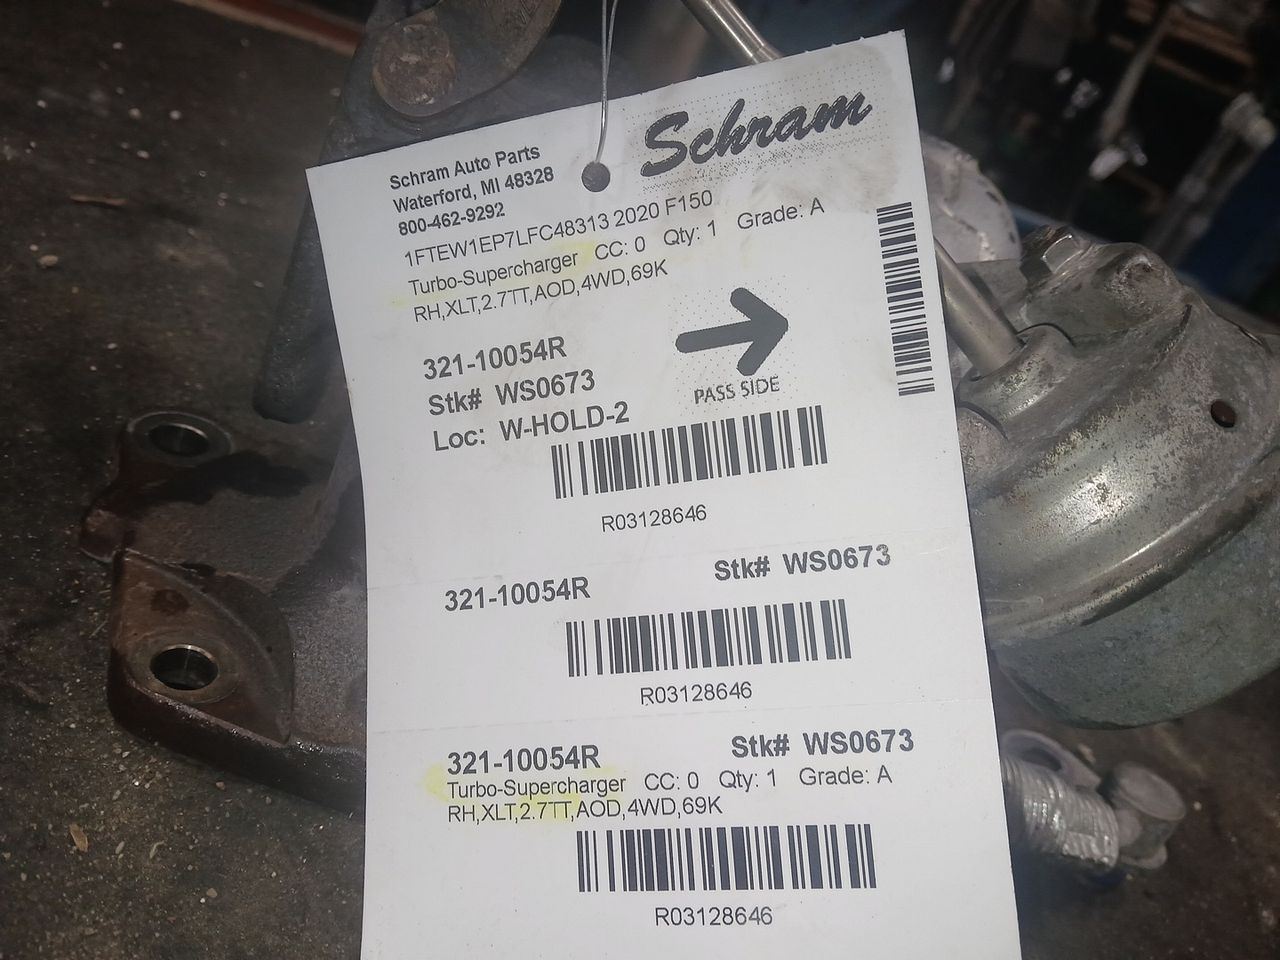 Schram
Schram Auto Parts
Waterford, MI 48328
800-462-9292
1FTEW1EP7LFC48313 2020 F150
Turbo-Supercharger CC: 0 Qty: 1 Grade: A
RH,XLT,2.7TT,AOD,4WD,69K
321-10054R
Stk# WS0673
Loc: W-HOLD-2
PASS SIDE
R03128646
321-10054R Stk# WS0673
R03128646
321-10054R Stk# WS0673
Turbo-Supercharger CC: 0 Qty: 1 Grade: A
RH,XLT,2.7TT,AOD,4WD,69K
R03128646